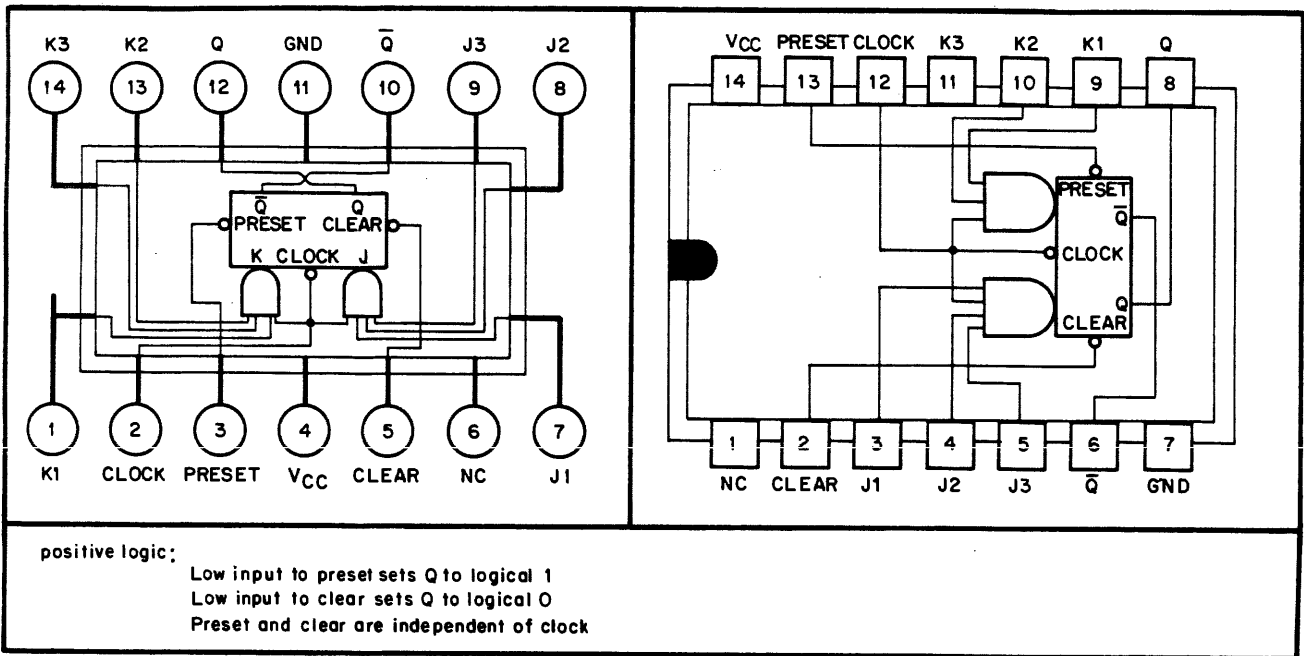 K3 K2 Q GND Q̅ J3 J2
14 13 12 11 10 9 8
Q̅ Q
PRESET CLEAR
K CLOCK J
1 2 3 4 5 6 7
K1 CLOCK PRESET VCC CLEAR NC J1
VCC PRESET CLOCK K3 K2 K1 Q
14 13 12 11 10 9 8
PRESET
Q̅
CLOCK
Q
CLEAR
1 2 3 4 5 6 7
NC CLEAR J1 J2 J3 Q̅ GND
positive logic:
Low input to preset sets Q to logical 1
Low input to clear sets Q to logical 0
Preset and clear are independent of clock